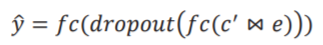 ŷ = fc(dropout(fc(c′ ⋈ e)))